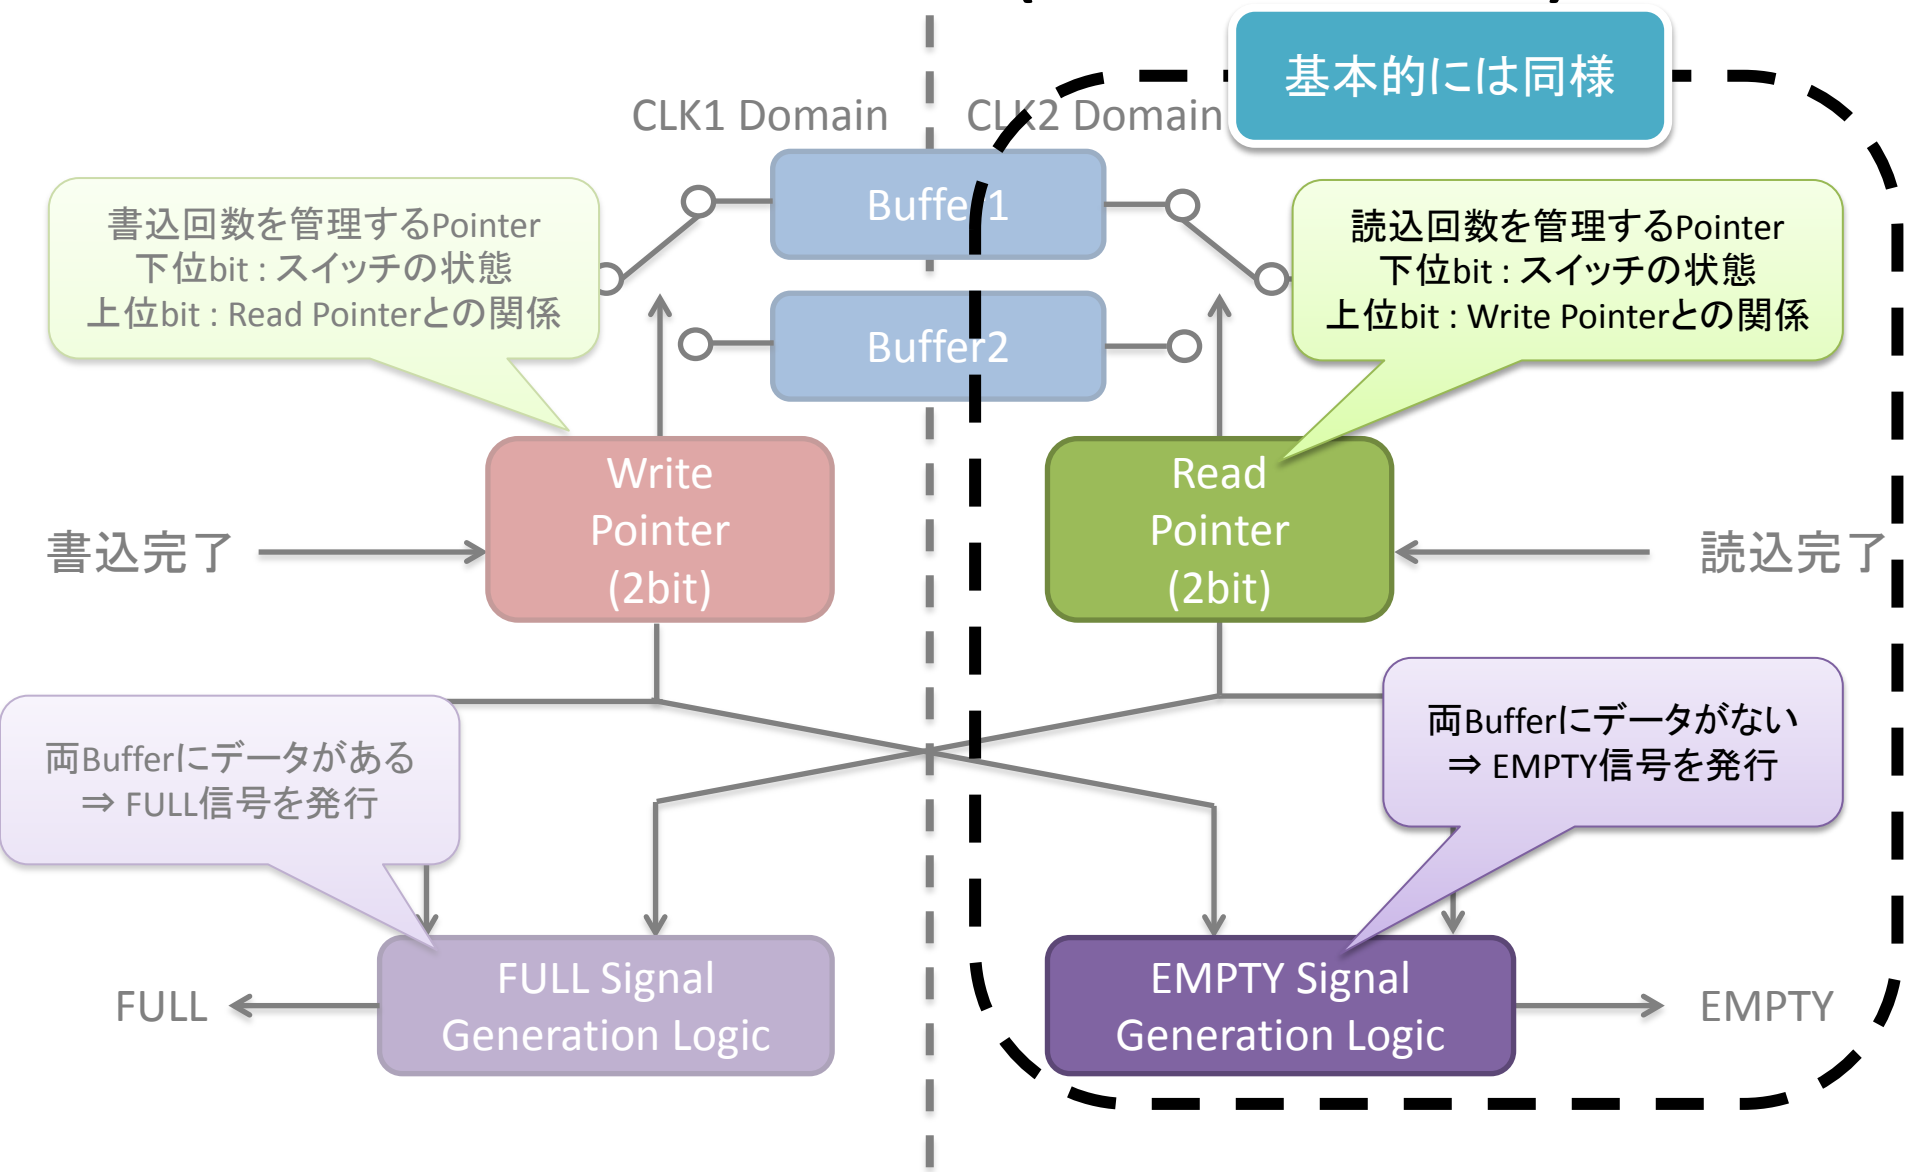 基本的には同様
CLK1 Domain
CLK2 Domain
Buffer1
Buffer2
書込回数を管理するPointer
下位bit : スイッチの状態
上位bit : Read Pointerとの関係
読込回数を管理するPointer
下位bit : スイッチの状態
上位bit : Write Pointerとの関係
書込完了
Write
Pointer
(2bit)
Read
Pointer
(2bit)
読込完了
両Bufferにデータがある
⇒ FULL信号を発行
両Bufferにデータがない
⇒ EMPTY信号を発行
FULL
FULL Signal
Generation Logic
EMPTY Signal
Generation Logic
EMPTY